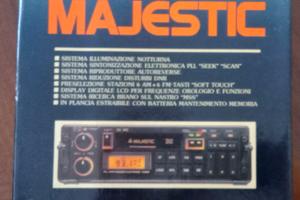 MAJESTIC
SISTEMA ILLUMINAZIONE NOTTURNA
SISTEMA SINTONIZZAZIONE ELETTRONICA PLL "SEEK" "SCAN"
SISTEMA RIPRODUTTORE AUTOREVERSE
SISTEMA RIDUZIONE DISTURBI DNR
PRESELEZIONE STAZIONI 6 AM+6 FM-TASTI "SOFT TOUCH"
DISPLAY DIGITALE LCD PER FREQUENZE OROLOGIO E FUNZIONI
SISTEMA RICERCA BRANO SUL NASTRO "MSS"
IN PLANCIA ESTRAIBILE CON BATTERIA MANTENIMENTO MEMORIA
MAJESTIC